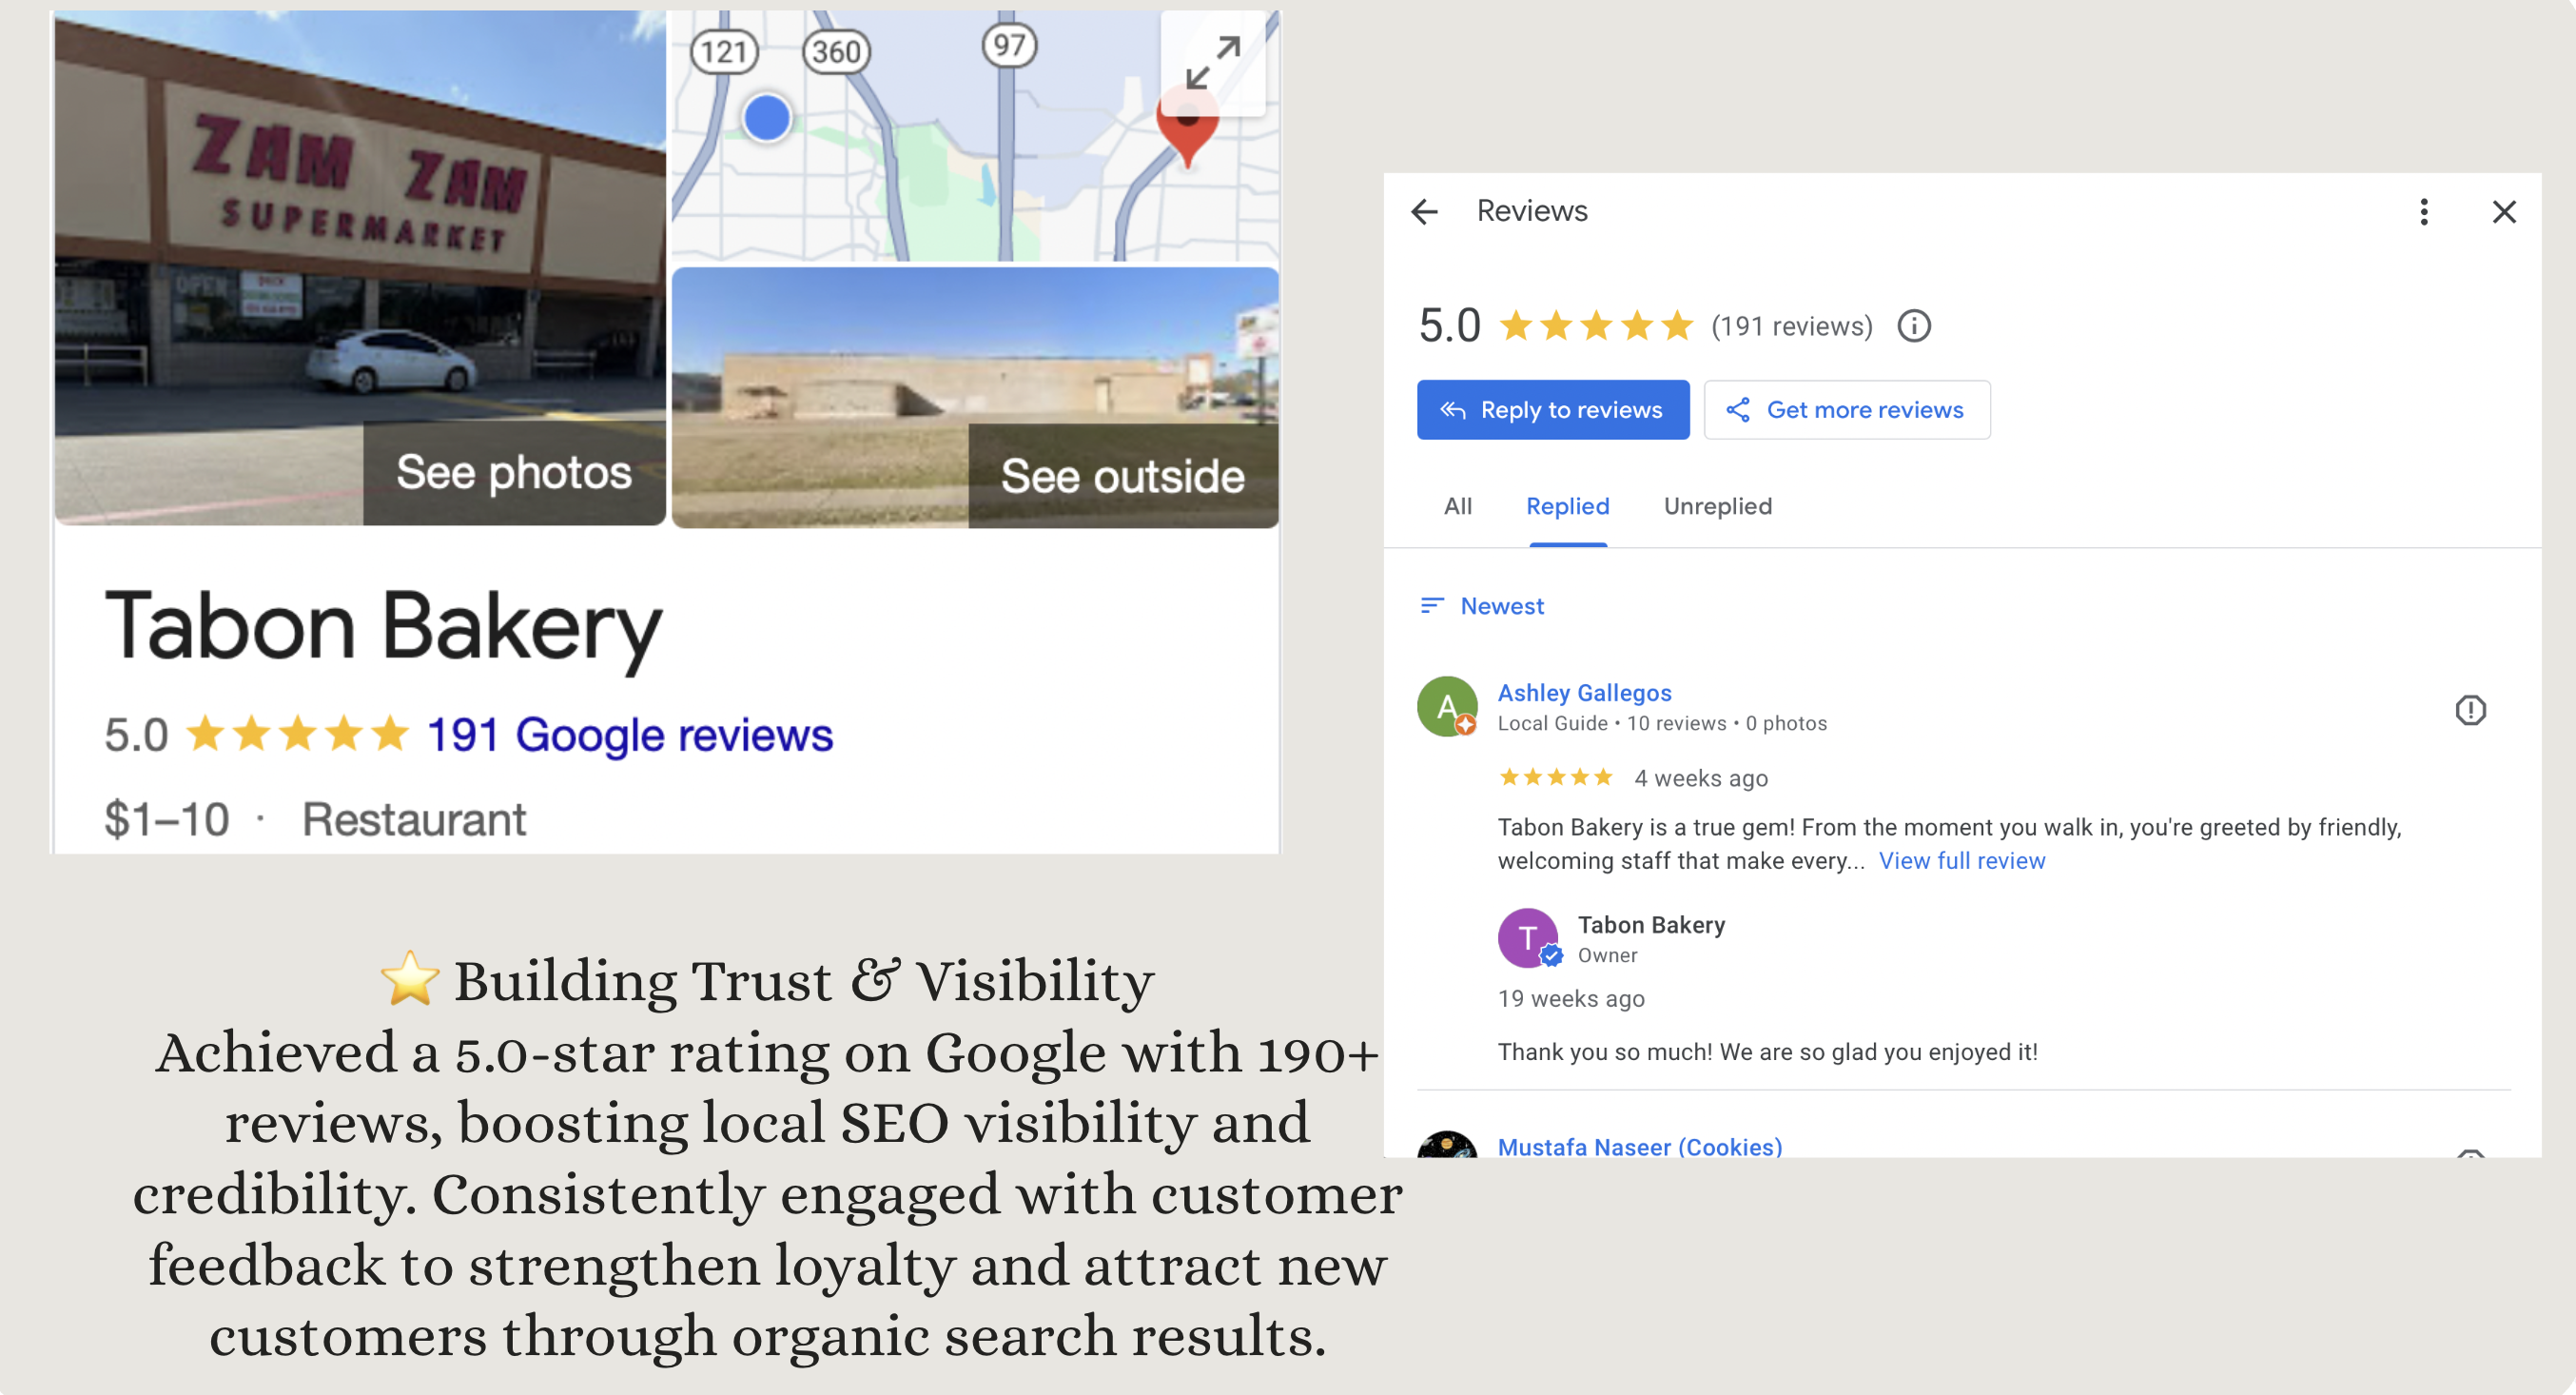 ZAM ZAM
SUPERMARKET
OPEN
See photos
121
360
97
See outside
Tabon Bakery
5.0
191 Google reviews
$1–10 · Restaurant
⭐ Building Trust & Visibility
Achieved a 5.0-star rating on Google with 190+
reviews, boosting local SEO visibility and
credibility. Consistently engaged with customer
feedback to strengthen loyalty and attract new
customers through organic search results.
Reviews
5.0 (191 reviews)
Reply to reviews
Get more reviews
All
Replied
Unreplied
Newest
A
Ashley Gallegos
Local Guide • 10 reviews • 0 photos
4 weeks ago
Tabon Bakery is a true gem! From the moment you walk in, you're greeted by friendly,
welcoming staff that make every... View full review
T
Tabon Bakery
Owner
19 weeks ago
Thank you so much! We are so glad you enjoyed it!
Mustafa Naseer (Cookies)